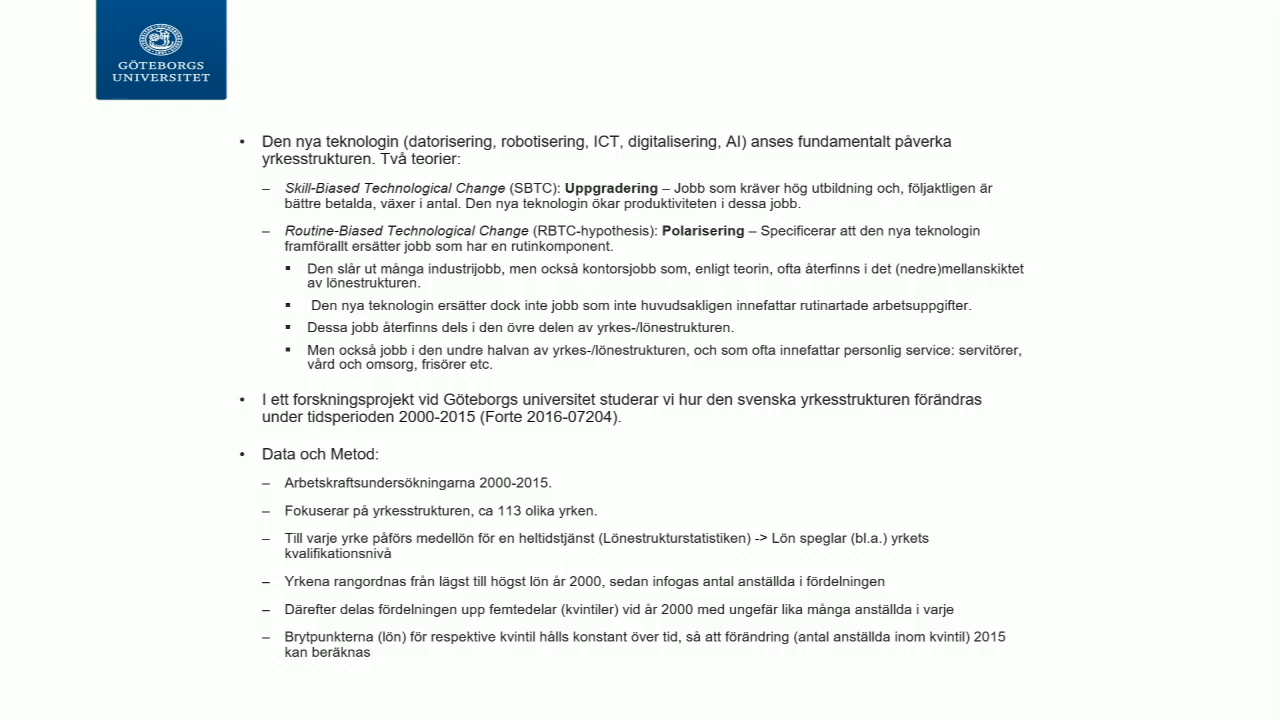 GÖTEBORGS
UNIVERSITET
• Den nya teknologin (datorisering, robotisering, ICT, digitalisering, AI) anses fundamentalt påverka
yrkesstrukturen. Två teorier:
– Skill-Biased Technological Change (SBTC): Uppgradering – Jobb som kräver hög utbildning och, följaktligen är
bättre betalda, växer i antal. Den nya teknologin ökar produktiviteten i dessa jobb.
– Routine-Biased Technological Change (RBTC-hypothesis): Polarisering – Specificerar att den nya teknologin
framförallt ersätter jobb som har en rutinkomponent.
▪ Den slår ut många industrijobb, men också kontorsjobb som, enligt teorin, ofta återfinns i det (nedre)mellanskiktet
av lönestrukturen.
▪ Den nya teknologin ersätter dock inte jobb som inte huvudsakligen innefattar rutinartade arbetsuppgifter.
▪ Dessa jobb återfinns dels i den övre delen av yrkes-/lönestrukturen.
▪ Men också jobb i den undre halvan av yrkes-/lönestrukturen, och som ofta innefattar personlig service: servitörer,
vård och omsorg, frisörer etc.
• I ett forskningsprojekt vid Göteborgs universitet studerar vi hur den svenska yrkesstrukturen förändras
under tidsperioden 2000-2015 (Forte 2016-07204).
• Data och Metod:
– Arbetskraftsundersökningarna 2000-2015.
– Fokuserar på yrkesstrukturen, ca 113 olika yrken.
– Till varje yrke påförs medellön för en heltidstjänst (Lönestrukturstatistiken) -> Lön speglar (bl.a.) yrkets
kvalifikationsnivå
– Yrkena rangordnas från lägst till högst lön år 2000, sedan infogas antal anställda i fördelningen
– Därefter delas fördelningen upp femtedelar (kvintiler) vid år 2000 med ungefär lika många anställda i varje
– Brytpunkterna (lön) för respektive kvintil hålls konstant över tid, så att förändring (antal anställda inom kvintil) 2015
kan beräknas